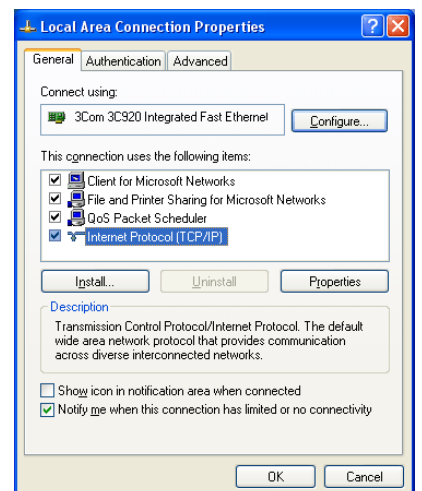 Local Area Connection Properties
General Authentication Advanced
Connect using:
3Com 3C920 Integrated Fast Ethernet
Configure...
This connection uses the following items:
Client for Microsoft Networks
File and Printer Sharing for Microsoft Networks
QoS Packet Scheduler
Internet Protocol (TCP/IP)
Install... Uninstall Properties
Description
Transmission Control Protocol/Internet Protocol. The default
wide area network protocol that provides communication
across diverse interconnected networks.
Show icon in notification area when connected
Notify me when this connection has limited or no connectivity
OK Cancel